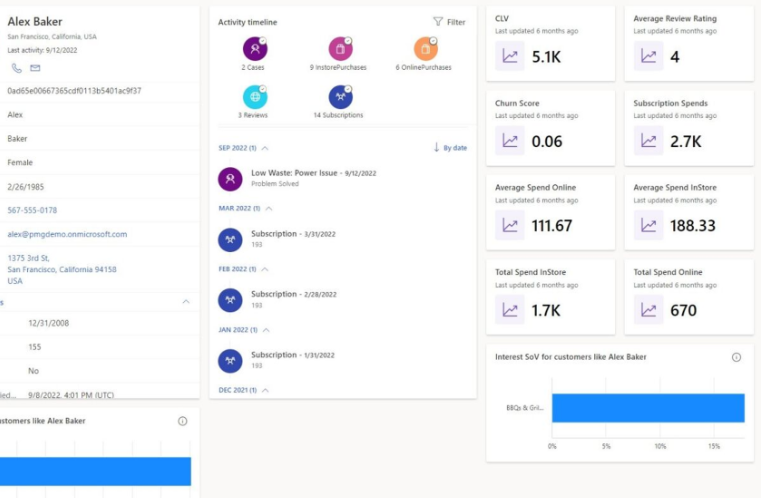 Alex Baker
San Francisco, California, USA
Last activity: 9/12/2022
0ad65e00667365cdf0113b5401ac9f37
Alex
Baker
Female
2/26/1985
567-555-0178
alex@pmgdemo.onmicrosoft.com
1375 3rd St,
San Francisco, California 94158
USA
s
12/31/2008
155
No
ied... 9/8/2022, 4:01 PM (UTC)
ustomers like Alex Baker
Activity timeline
Filter
2 Cases
9 InstorePurchases
6 OnlinePurchases
3 Reviews
14 Subscriptions
SEP 2022 (1)
By date
Low Waste: Power Issue - 9/12/2022
Problem Solved
MAR 2022 (1)
Subscription - 3/31/2022
193
FEB 2022 (1)
Subscription - 2/28/2022
193
JAN 2022 (1)
Subscription - 1/31/2022
193
DEC 2021 (1)
CLV
Last updated 6 months ago
5.1K
Average Review Rating
Last updated 6 months ago
4
Churn Score
Last updated 6 months ago
0.06
Subscription Spends
Last updated 6 months ago
2.7K
Average Spend Online
Last updated 6 months ago
111.67
Average Spend InStore
Last updated 6 months ago
188.33
Total Spend InStore
Last updated 6 months ago
1.7K
Total Spend Online
Last updated 6 months ago
670
Interest SoV for customers like Alex Baker
BBQs & Gril...
0% 5% 10% 15%